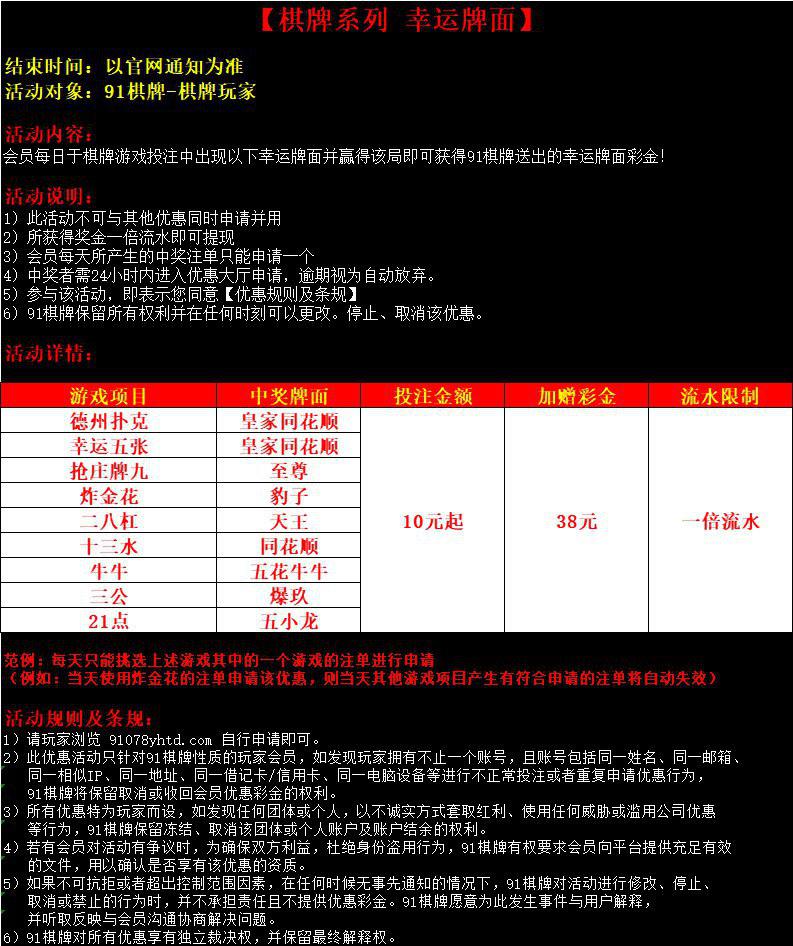 【棋牌系列 幸运牌面】
结束时间：以官网通知为准
活动对象：91棋牌-棋牌玩家
活动内容：
会员每日于棋牌游戏投注中出现以下幸运牌面并赢得该局即可获得91棋牌送出的幸运牌面彩金!
活动说明：
1）此活动不可与其他优惠同时申请并用
2）所获得奖金一倍流水即可提现
3）会员每天所产生的中奖注单只能申请一个
4）中奖者需24小时内进入优惠大厅申请，逾期视为自动放弃。
5）参与该活动，即表示您同意【优惠规则及条规】
6）91棋牌保留所有权利并在任何时刻可以更改。停止、取消该优惠。
活动详情：
游戏项目 中奖牌面 投注金额 加赠彩金 流水限制
德州扑克 皇家同花顺
幸运五张 皇家同花顺
抢庄牌九 至尊
炸金花 豹子
二八杠 天王 10元起 38元 一倍流水
十三水 同花顺
牛牛 五花牛牛
三公 爆玖
21点 五小龙
范例：每天只能挑选上述游戏其中的一个游戏的注单进行申请
（例如：当天使用炸金花的注单申请该优惠，则当天其他游戏项目产生有符合申请的注单将自动失效）
活动规则及条规：
1）请玩家浏览 91078yhtd.com 自行申请即可。
2）此优惠活动只针对91棋牌性质的玩家会员，如发现玩家拥有不止一个账号，且账号包括同一姓名、同一邮箱、
同一相似IP、同一地址、同一借记卡/信用卡、同一电脑设备等进行不正常投注或者重复申请优惠行为，
91棋牌将保留取消或收回会员优惠彩金的权利。
3）所有优惠特为玩家而设，如发现任何团体或个人，以不诚实方式套取红利、使用任何威胁或滥用公司优惠
等行为，91棋牌保留冻结、取消该团体或个人账户及账户结余的权利。
4）若有会员对活动有争议时，为确保双方利益，杜绝身份盗用行为，91棋牌有权要求会员向平台提供充足有效
的文件，用以确认是否享有该优惠的资质。
5）如果不可抗拒或者超出控制范围因素，在任何时候无事先通知的情况下，91棋牌对活动进行修改、停止、
取消或禁止的行为时，并不承担责任且不提供优惠彩金。91棋牌愿意为此发生事件与用户解释，
并听取反映与会员沟通协商解决问题。
6）91棋牌对所有优惠享有独立裁决权，并保留最终解释权。